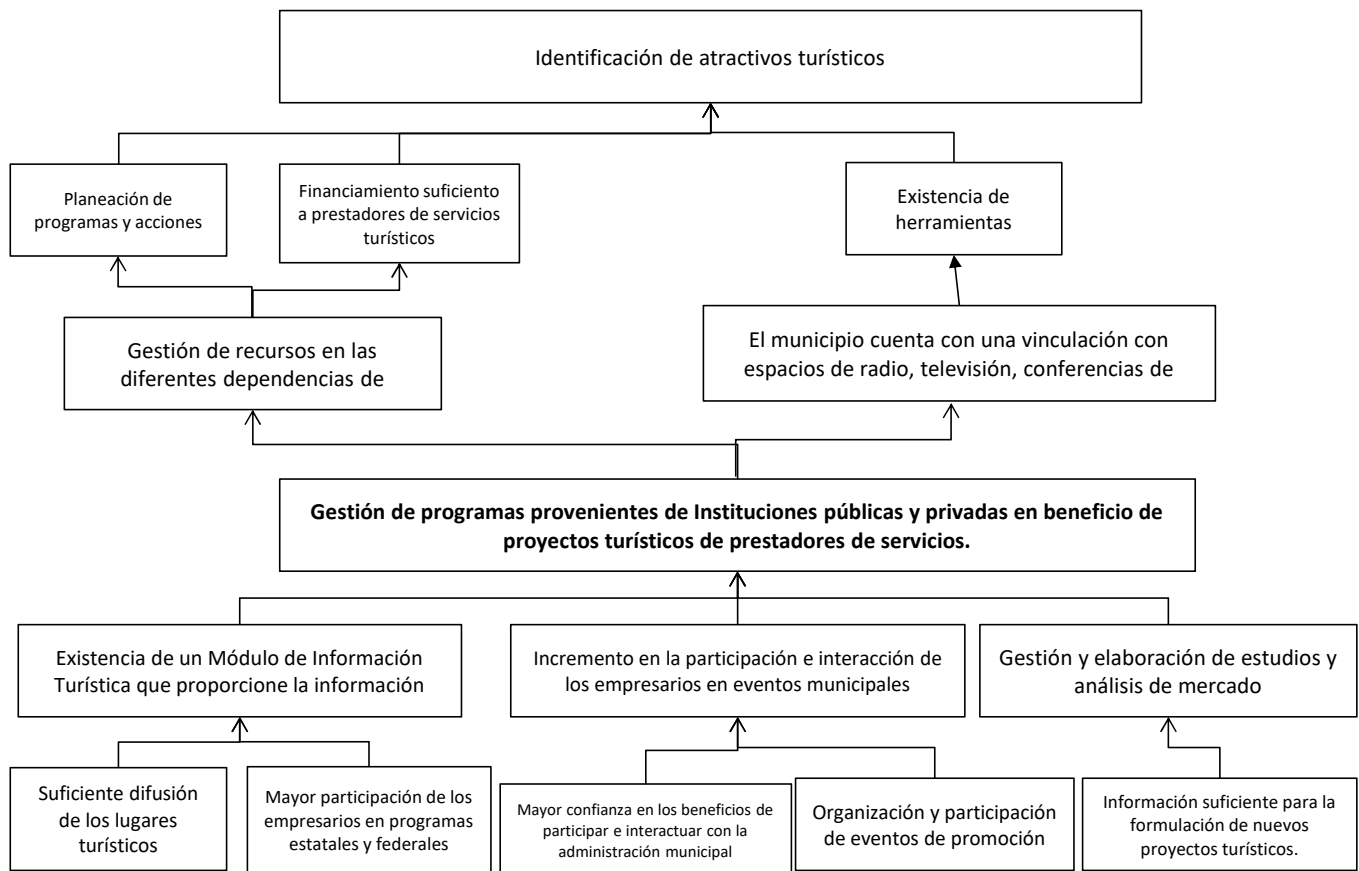 Identificación de atractivos turísticos
Planeación de
programas y acciones
Financiamiento suficiento
a prestadores de servicios
turísticos
Existencia de
herramientas
Gestión de recursos en las
diferentes dependencias de
El municipio cuenta con una vinculación con
espacios de radio, televisión, conferencias de
Gestión de programas provenientes de Instituciones públicas y privadas en beneficio de
proyectos turísticos de prestadores de servicios.
Existencia de un Módulo de Información
Turística que proporcione la información
Incremento en la participación e interacción de
los empresarios en eventos municipales
Gestión y elaboración de estudios y
análisis de mercado
Suficiente difusión
de los lugares
turísticos
Mayor participación de los
empresarios en programas
estatales y federales
Mayor confianza en los beneficios de
participar e interactuar con la
administración municipal
Organización y participación
de eventos de promoción
Información suficiente para la
formulación de nuevos
proyectos turísticos.